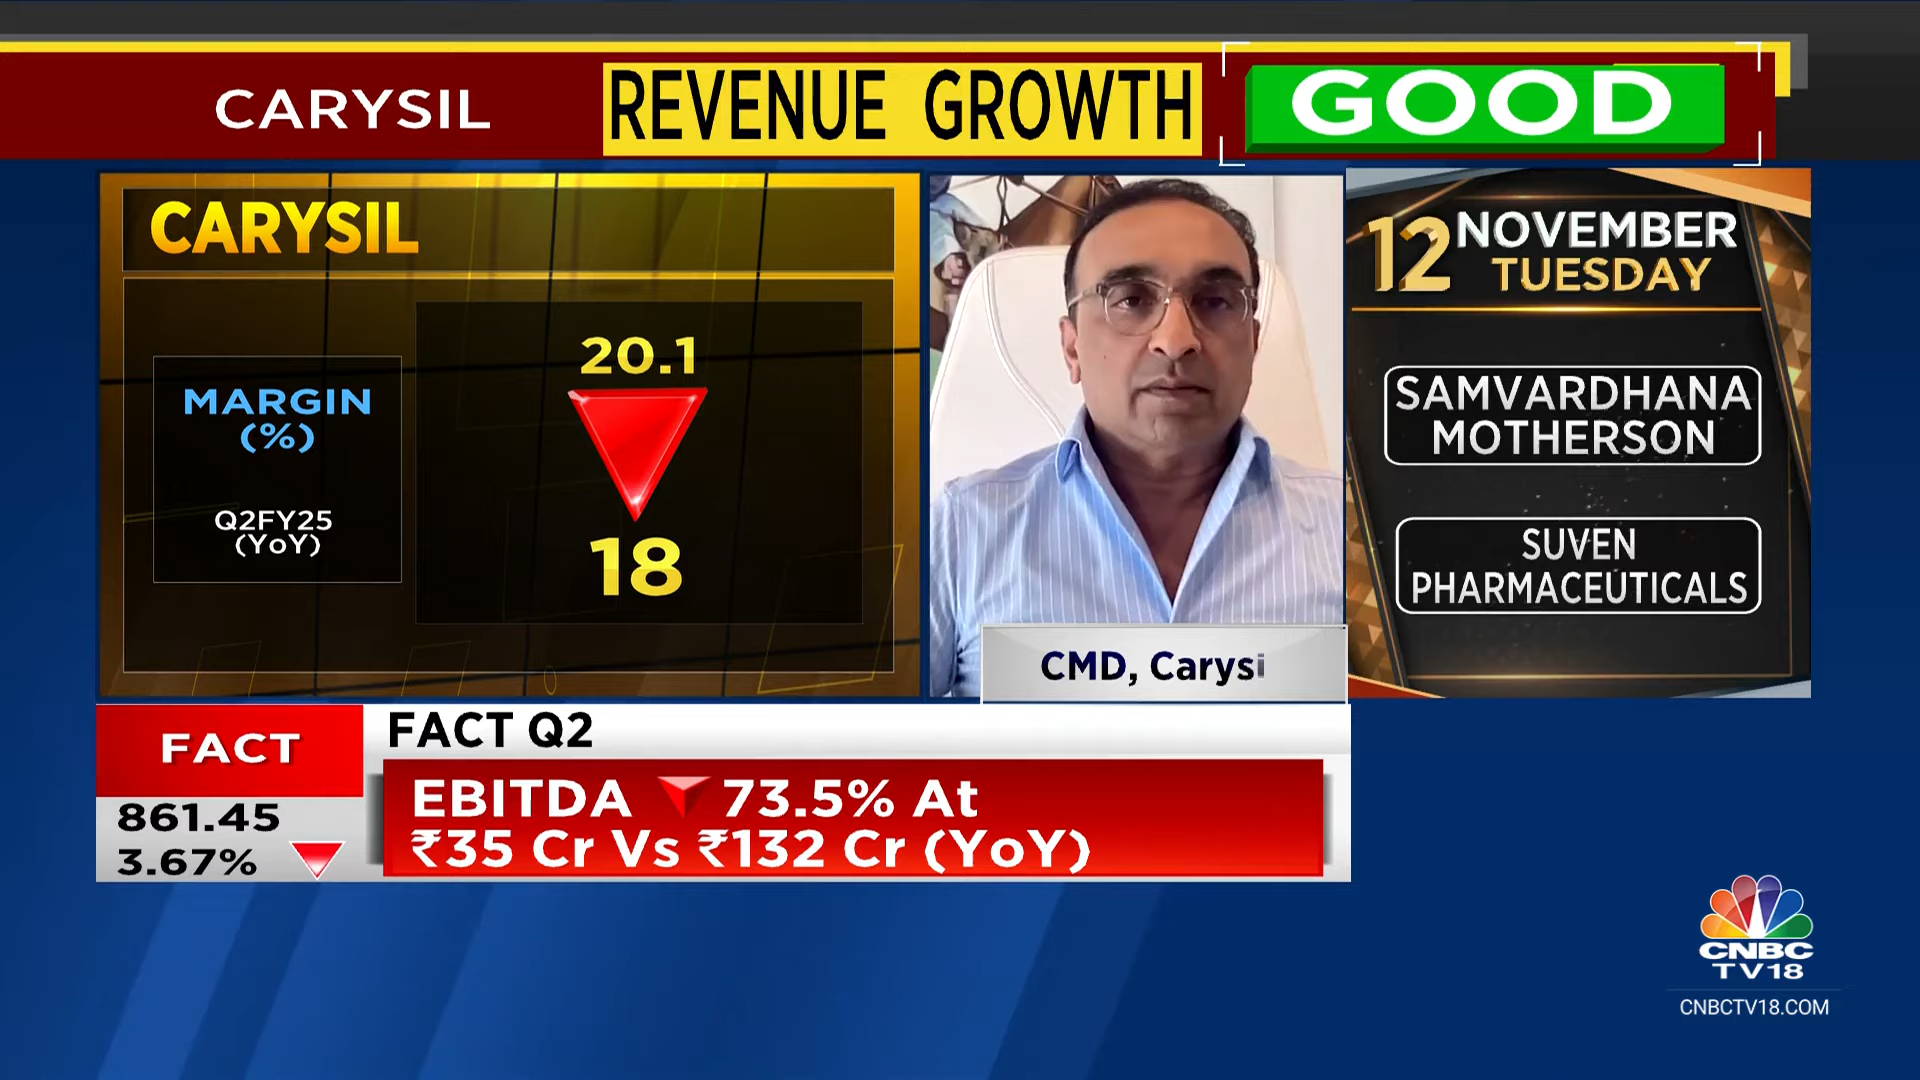 CARYSIL
REVENUE GROWTH
GOOD
CARYSIL
MARGIN
(%)
Q2FY25
(YoY)
20.1
18
CMD, Carysi
12
NOVEMBER
TUESDAY
SAMVARDHANA
MOTHERSON
SUVEN
PHARMACEUTICALS
FACT
861.45
3.67%
FACT Q2
EBITDA 73.5% At
₹35 Cr Vs ₹132 Cr (YoY)
CNBC
TV18
CNBCTV18.COM